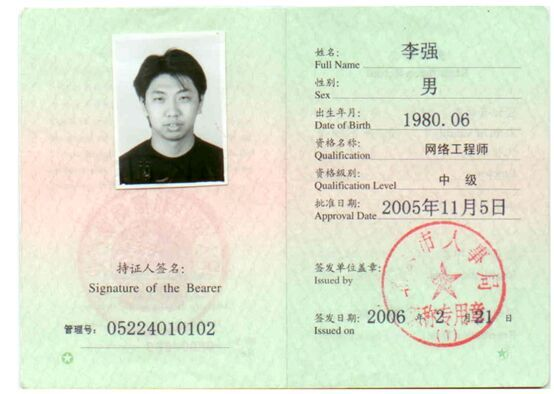 持证人签名:
Signature of the Bearer
管理号: 05224010102
姓名: 李强
Full Name
性别: 男
Sex
出生年月: 1980.06
Date of Birth
资格名称: 网络工程师
Qualification
资格级别: 中 级
Qualification Level
批准日期: 2005年11月5日
Approval Date
签发单位盖章:
Issued by
市人事局
职称专用章
(1)
签发日期: 2006 年 2 月 21 日
Issued on